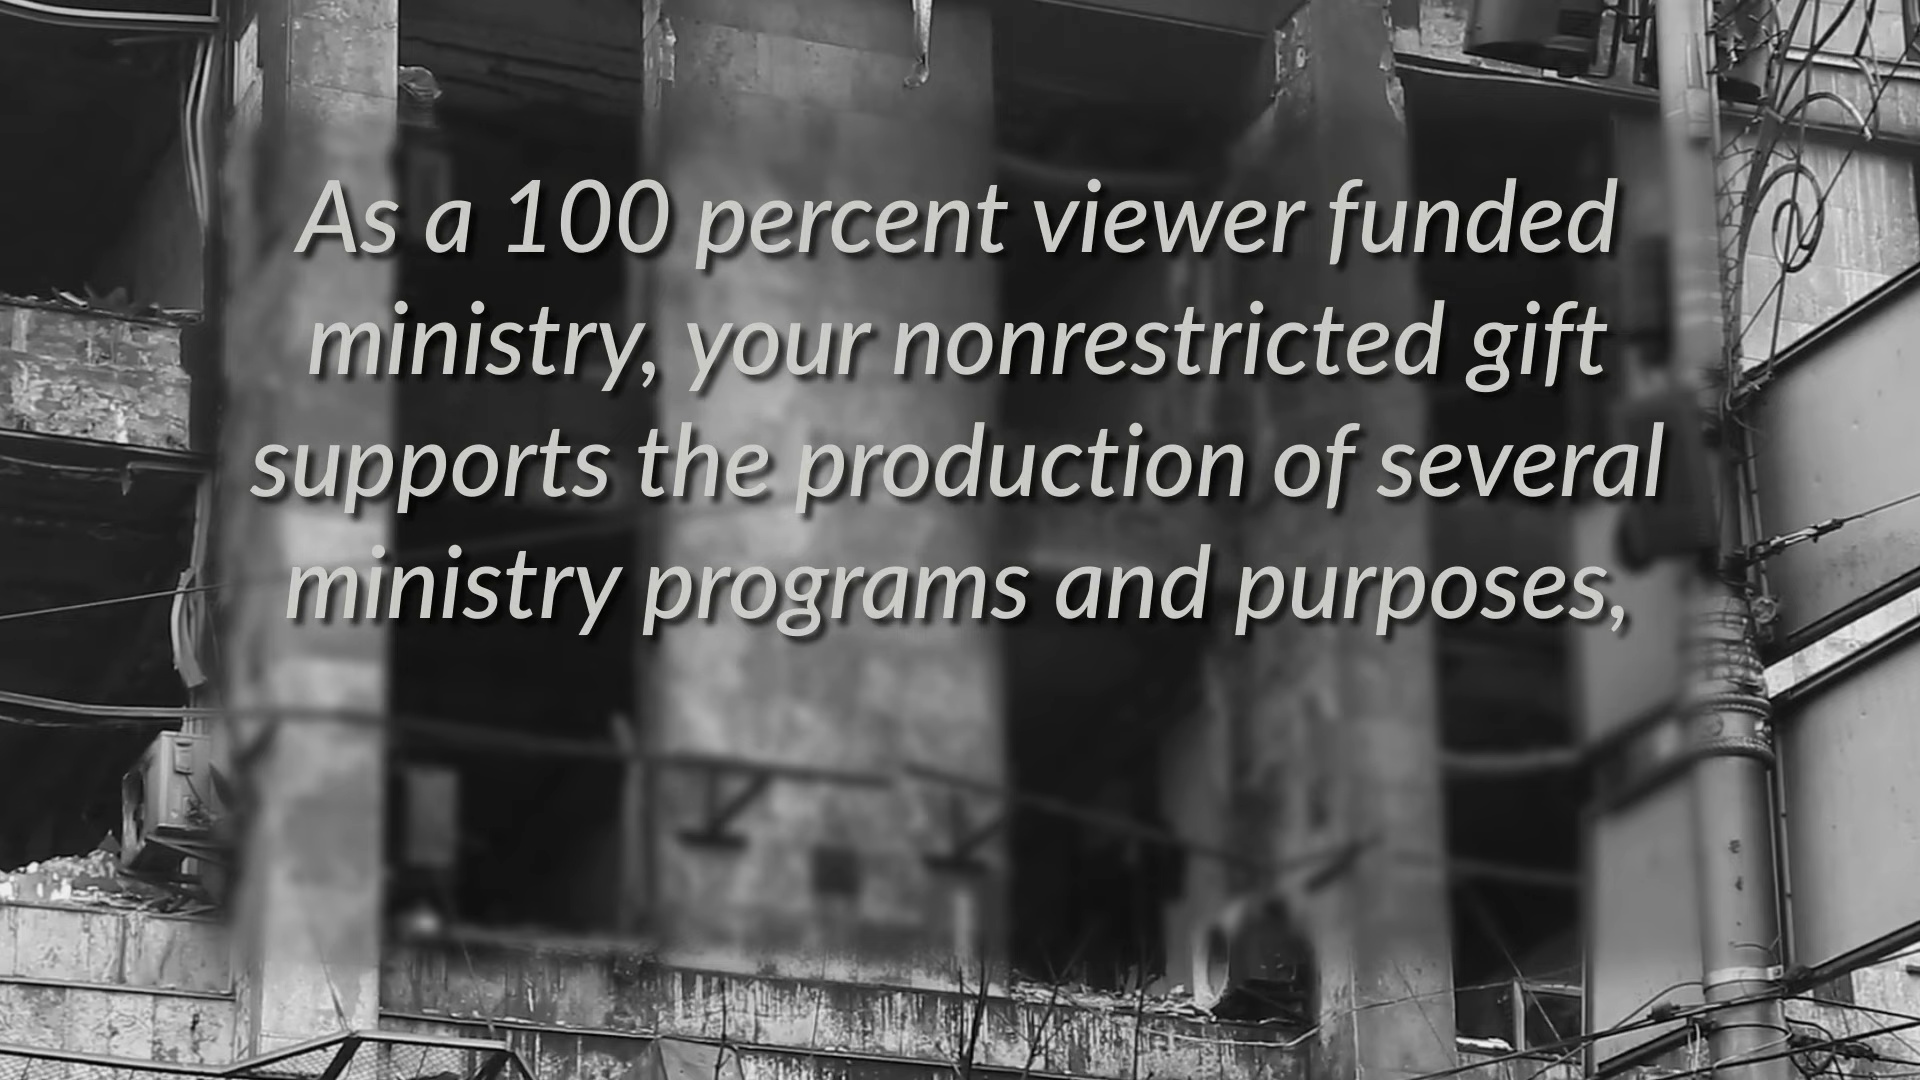 As a 100 percent viewer funded
ministry, your nonrestricted gift
supports the production of several
ministry programs and purposes,